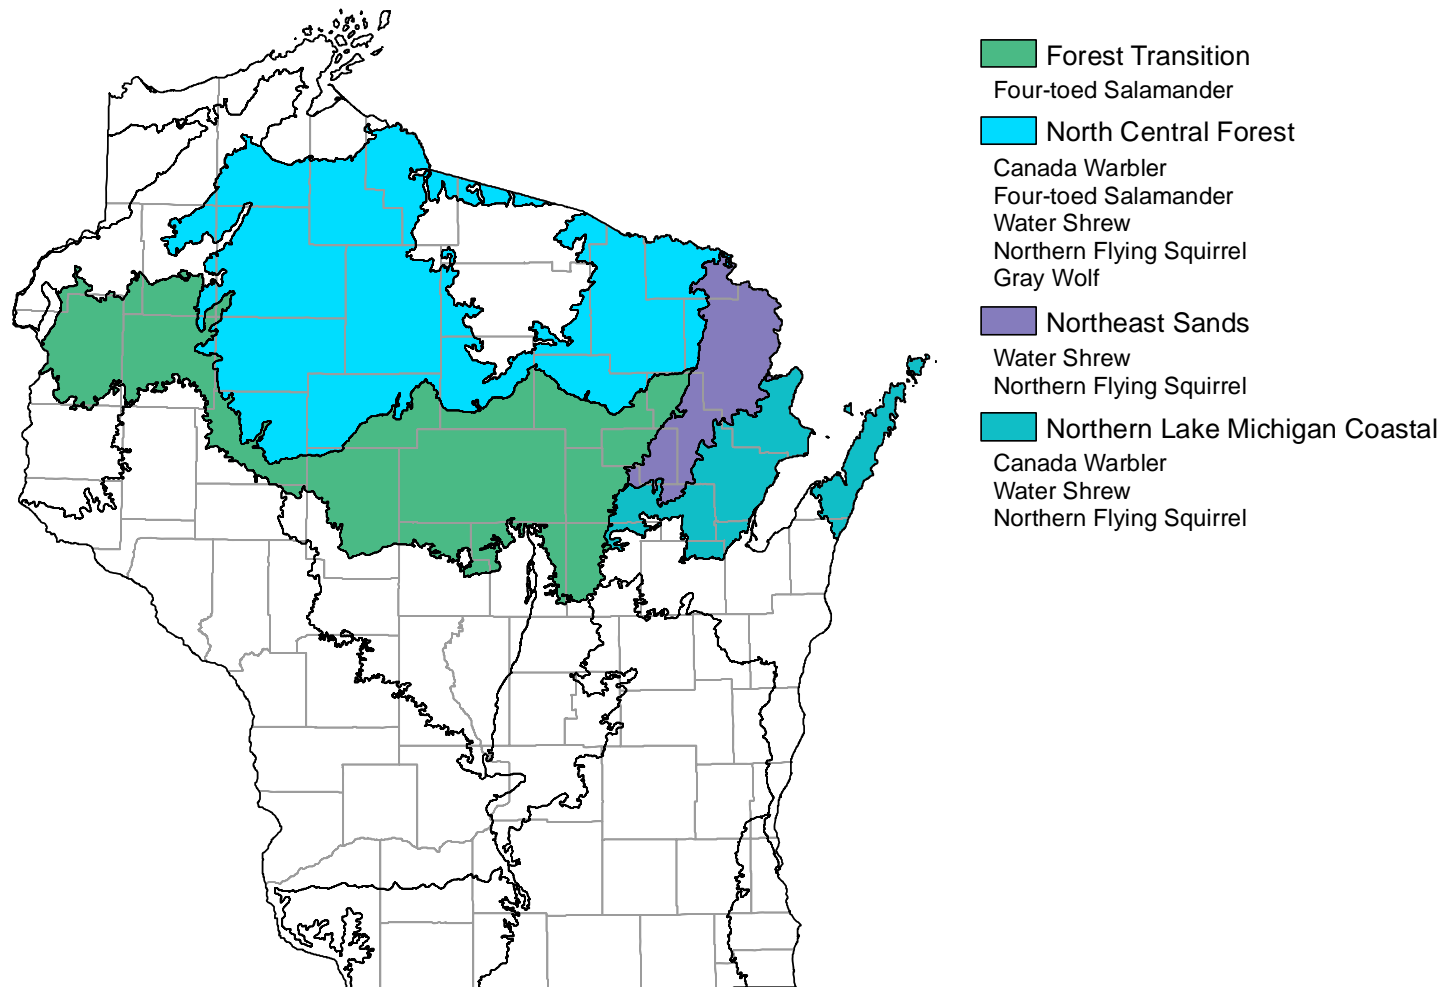 Forest Transition
Four-toed Salamander
North Central Forest
Canada Warbler
Four-toed Salamander
Water Shrew
Northern Flying Squirrel
Gray Wolf
Northeast Sands
Water Shrew
Northern Flying Squirrel
Northern Lake Michigan Coastal
Canada Warbler
Water Shrew
Northern Flying Squirrel